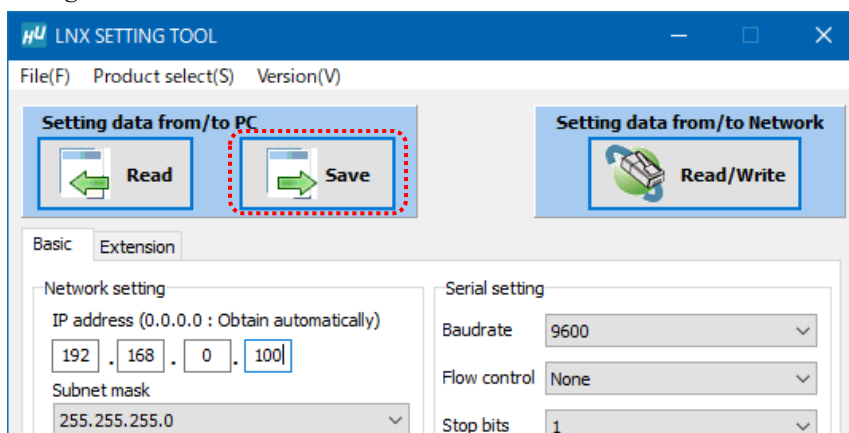 HU LNX SETTING TOOL
File(F) Product select(S) Version(V)
Setting data from/to PC
Read
Save
Setting data from/to Network
Read/Write
Basic
Extension
Network setting
IP address (0.0.0.0 : Obtain automatically)
192 . 168 . 0 . 100
Subnet mask
255.255.255.0
Serial setting
Baudrate 9600
Flow control None
Stop bits 1